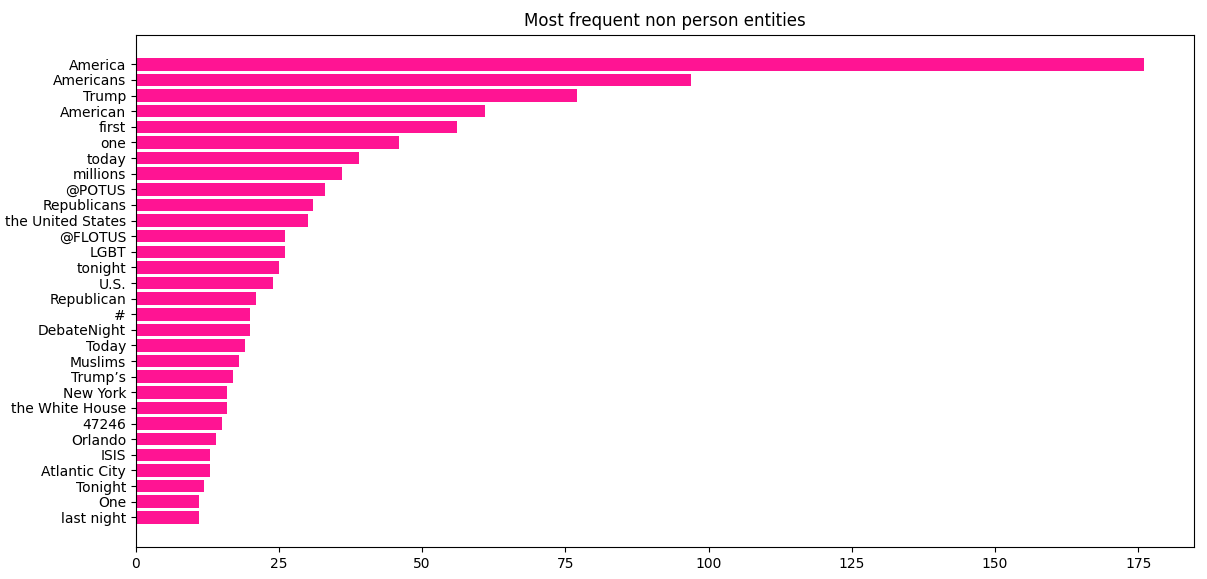 Most frequent non person entities
America
Americans
Trump
American
first
one
today
millions
@POTUS
Republicans
the United States
@FLOTUS
LGBT
tonight
U.S.
Republican
#
DebateNight
Today
Muslims
Trump’s
New York
the White House
47246
Orlando
ISIS
Atlantic City
Tonight
One
last night
0 25 50 75 100 125 150 175